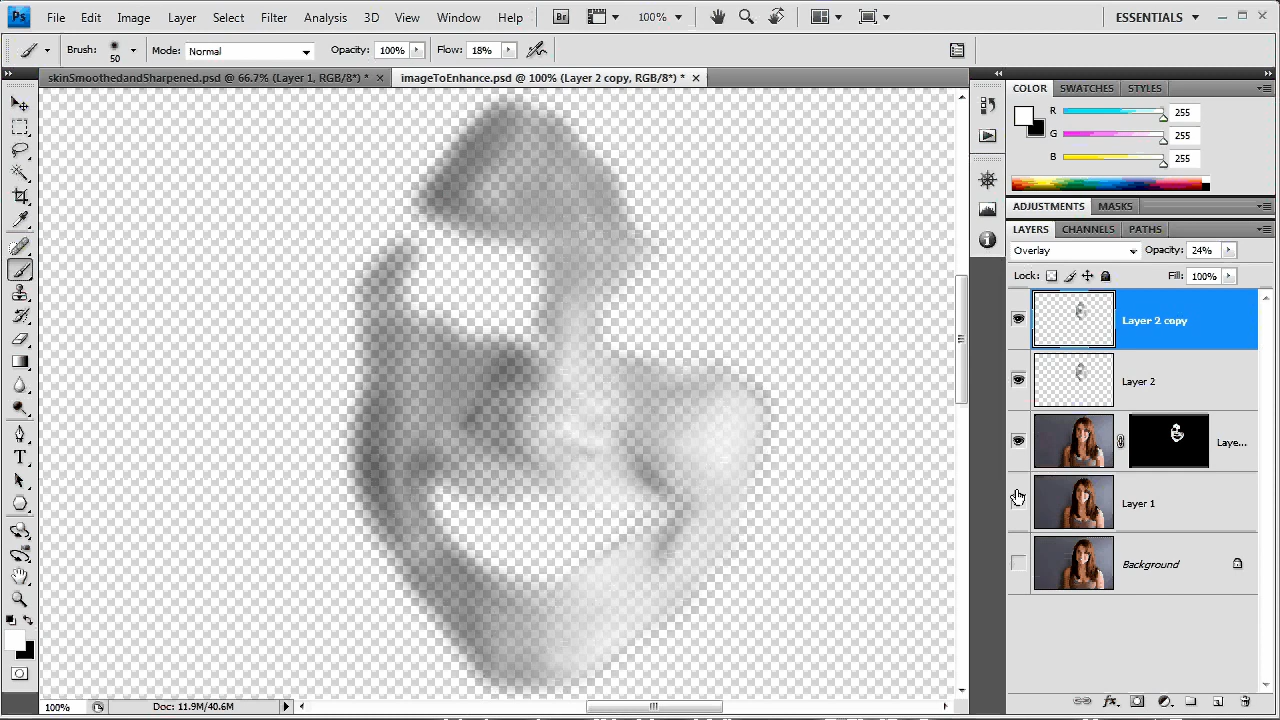 Ps File Edit Image Layer Select Filter Analysis 3D View Window Help Br 100% ESSENTIALS
Brush: 50 Mode: Normal Opacity: 100% Flow: 18%
skinSmoothedandSharpened.psd @ 66.7% (Layer 1, RGB/8*) * imageToEnhance.psd @ 100% (Layer 2 copy, RGB/8*) *
COLOR SWATCHES STYLES
R 255
G 255
B 255
ADJUSTMENTS MASKS
LAYERS CHANNELS PATHS
Overlay Opacity: 24%
Lock: Fill: 100%
Layer 2 copy
Layer 2
Laye...
Layer 1
Background
100% Doc: 11.9M/40.6M